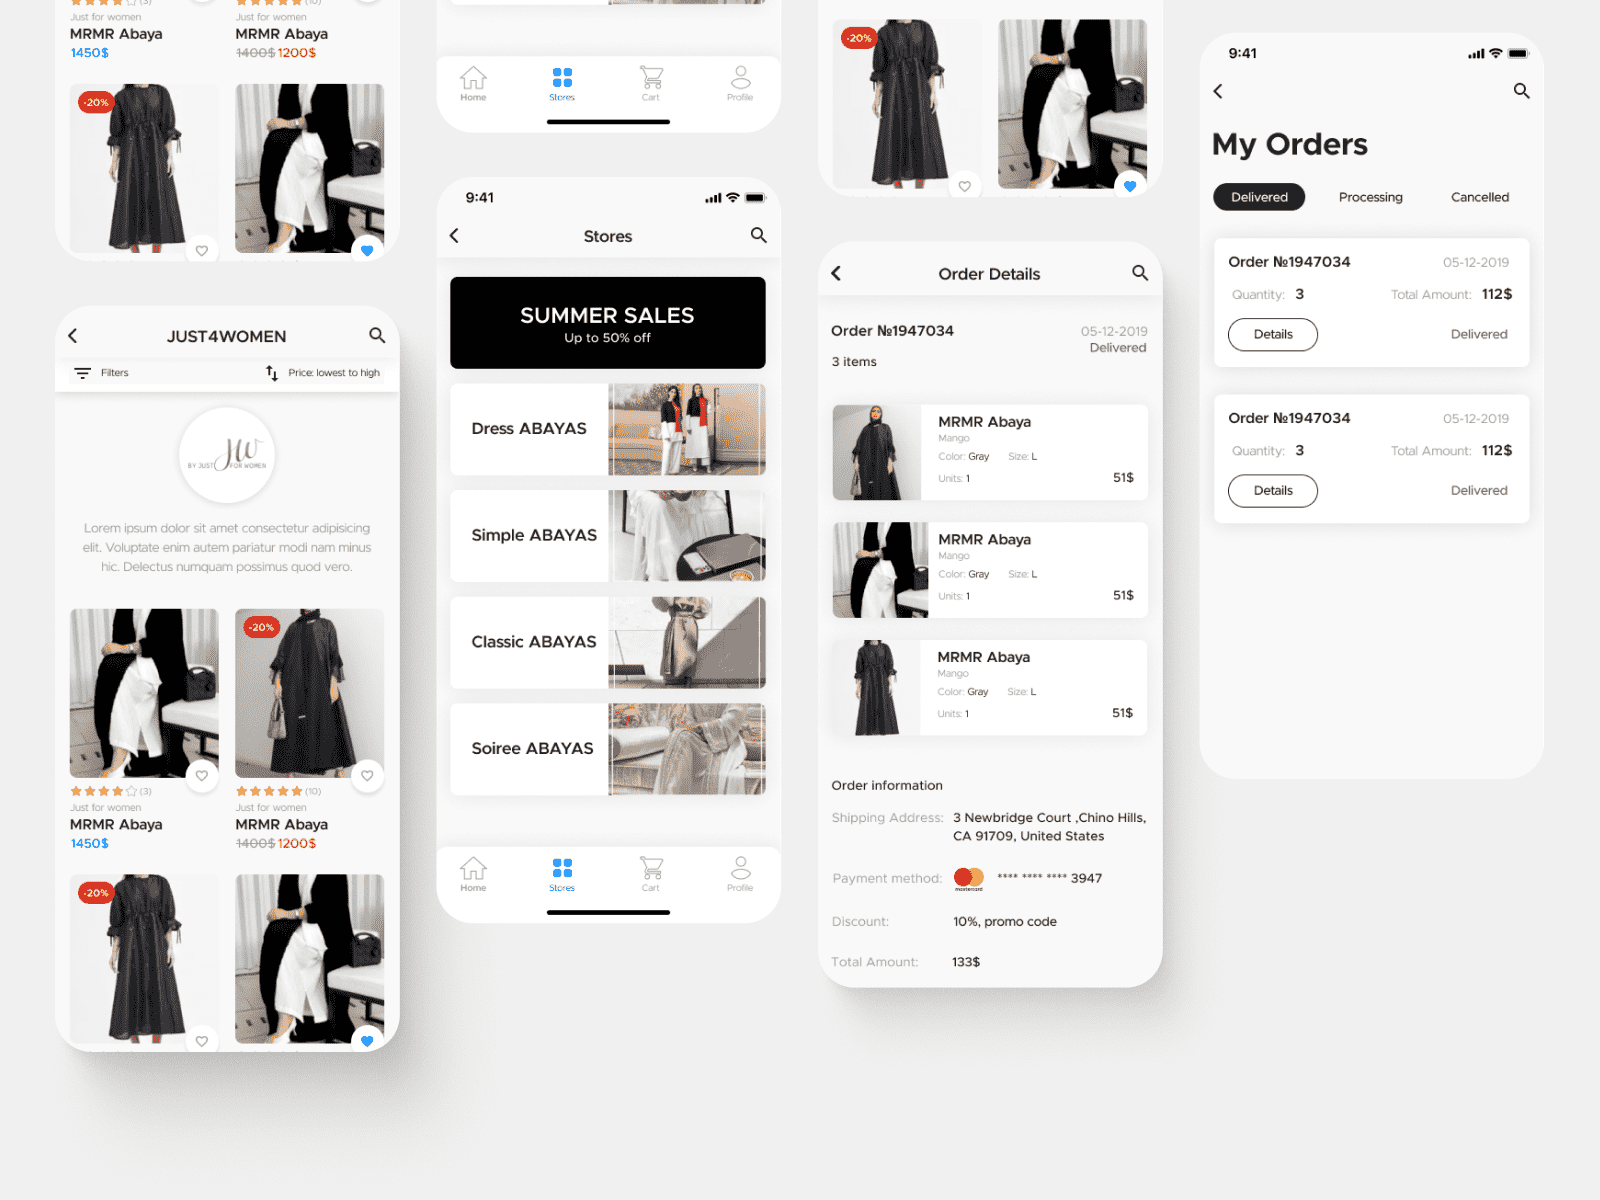 (3)
(10)
Just for women
Just for women
MRMR Abaya
MRMR Abaya
1450$
1400$ 1200$
-20%
JUST4WOMEN
Filters
Price: lowest to high
JW
BY JUST FOR WOMEN
Lorem ipsum dolor sit amet consectetur adipisicing
elit. Voluptate enim autem pariatur modi nam minus
hic. Delectus numquam possimus quod vero.
-20%
(3)
(10)
Just for women
Just for women
MRMR Abaya
MRMR Abaya
1450$
1400$ 1200$
-20%
Home
Stores
Cart
Profile
9:41
Stores
SUMMER SALES
Up to 50% off
Dress ABAYAS
Simple ABAYAS
Classic ABAYAS
Soiree ABAYAS
Home
Stores
Cart
Profile
-20%
Order Details
Order №1947034
05-12-2019
Delivered
3 items
MRMR Abaya
Mango
Color: Gray Size: L
Units: 1
51$
MRMR Abaya
Mango
Color: Gray Size: L
Units: 1
51$
MRMR Abaya
Mango
Color: Gray Size: L
Units: 1
51$
Order information
Shipping Address: 3 Newbridge Court ,Chino Hills,
CA 91709, United States
Payment method: mastercard **** **** **** 3947
Discount: 10%, promo code
Total Amount: 133$
9:41
My Orders
Delivered
Processing
Cancelled
Order №1947034
05-12-2019
Quantity: 3
Total Amount: 112$
Details
Delivered
Order №1947034
05-12-2019
Quantity: 3
Total Amount: 112$
Details
Delivered